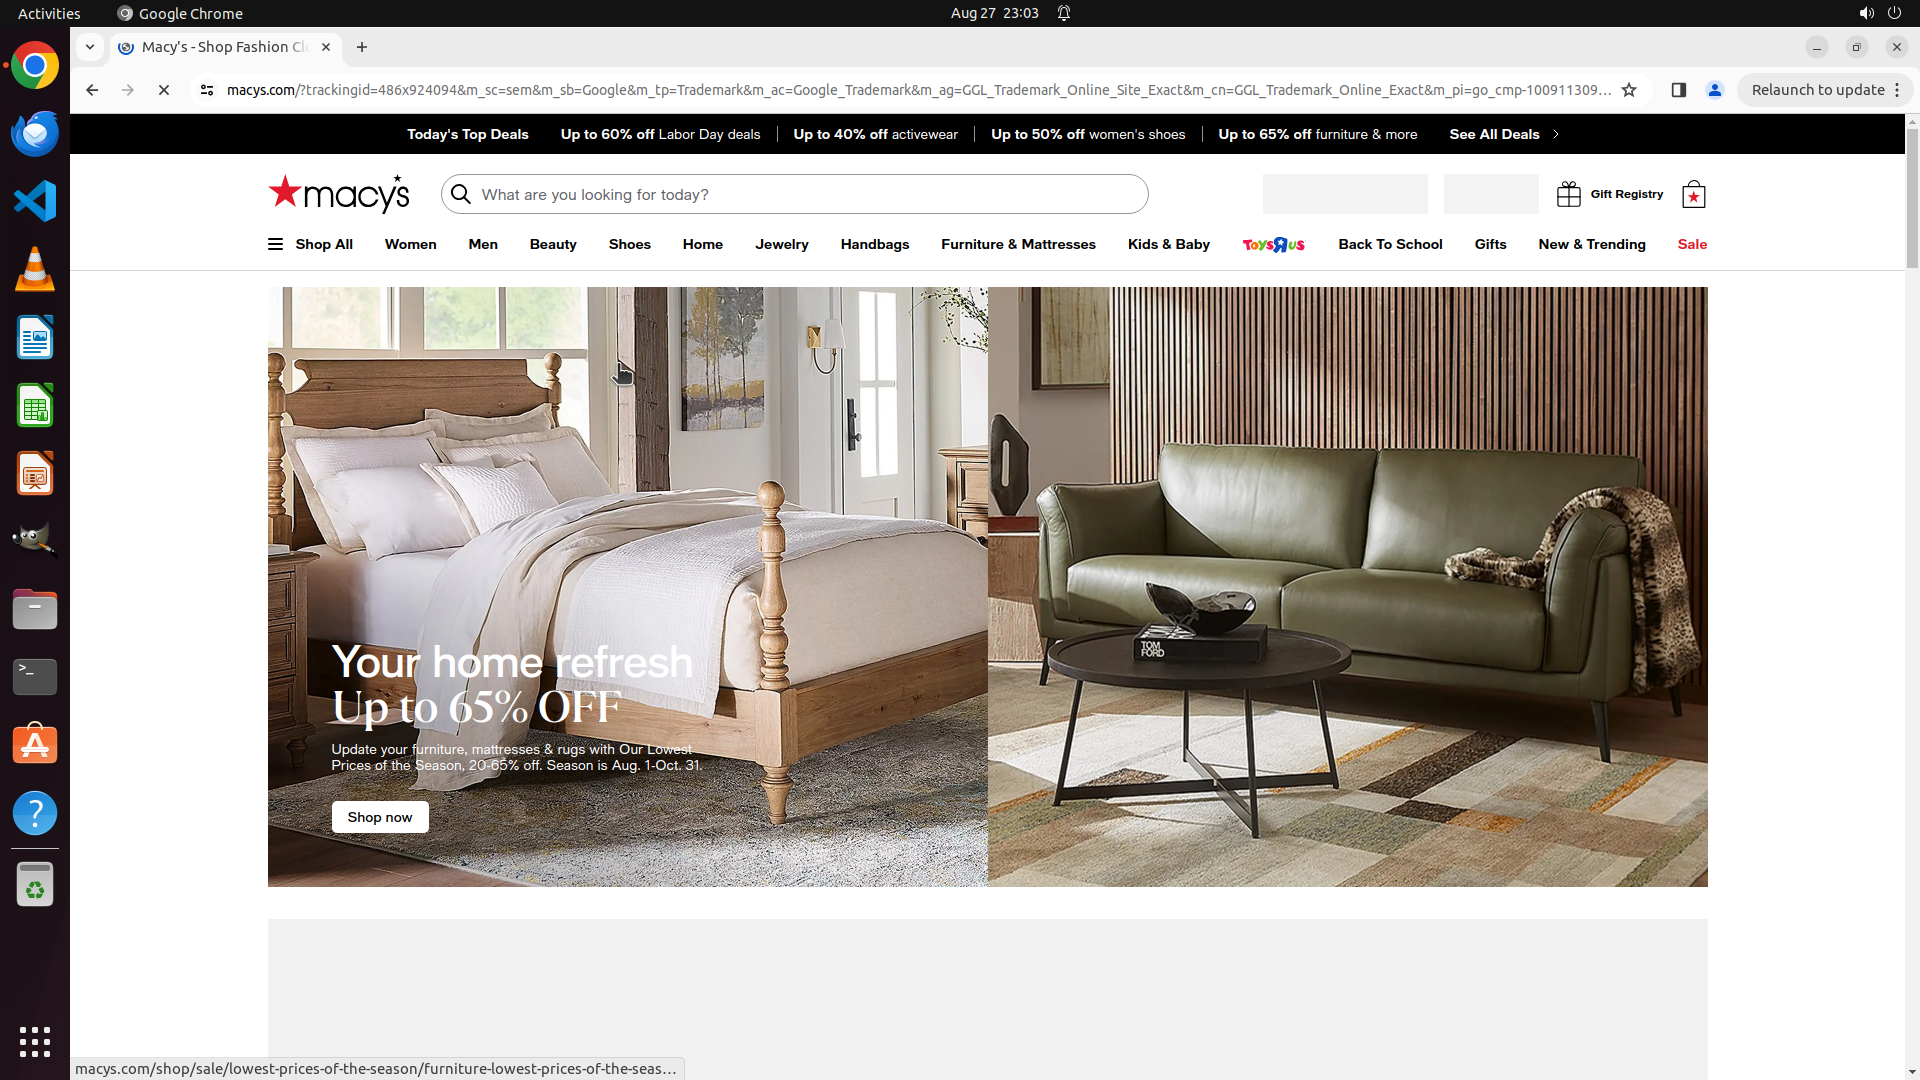 Activities
Google Chrome
Aug 27 23:03
Macy's - Shop Fashion Cl
macys.com/?trackingid=486x924094&m_sc=sem&m_sb=Google&m_tp=Trademark&m_ac=Google_Trademark&m_ag=GGL_Trademark_Online_Site_Exact&m_cn=GGL_Trademark_Online_Exact&m_pi=go_cmp-100911309...
Relaunch to update
Today's Top Deals
Up to 60% off Labor Day deals
Up to 40% off activewear
Up to 50% off women's shoes
Up to 65% off furniture & more
See All Deals
macy's
What are you looking for today?
Gift Registry
Shop All
Women
Men
Beauty
Shoes
Home
Jewelry
Handbags
Furniture & Mattresses
Kids & Baby
ToysRus
Back To School
Gifts
New & Trending
Sale
TOM
FORD
Your home refresh
Up to 65% OFF
Update your furniture, mattresses & rugs with Our Lowest
Prices of the Season, 20-65% off. Season is Aug. 1-Oct. 31.
Shop now
macys.com/shop/sale/lowest-prices-of-the-season/furniture-lowest-prices-of-the-seas...